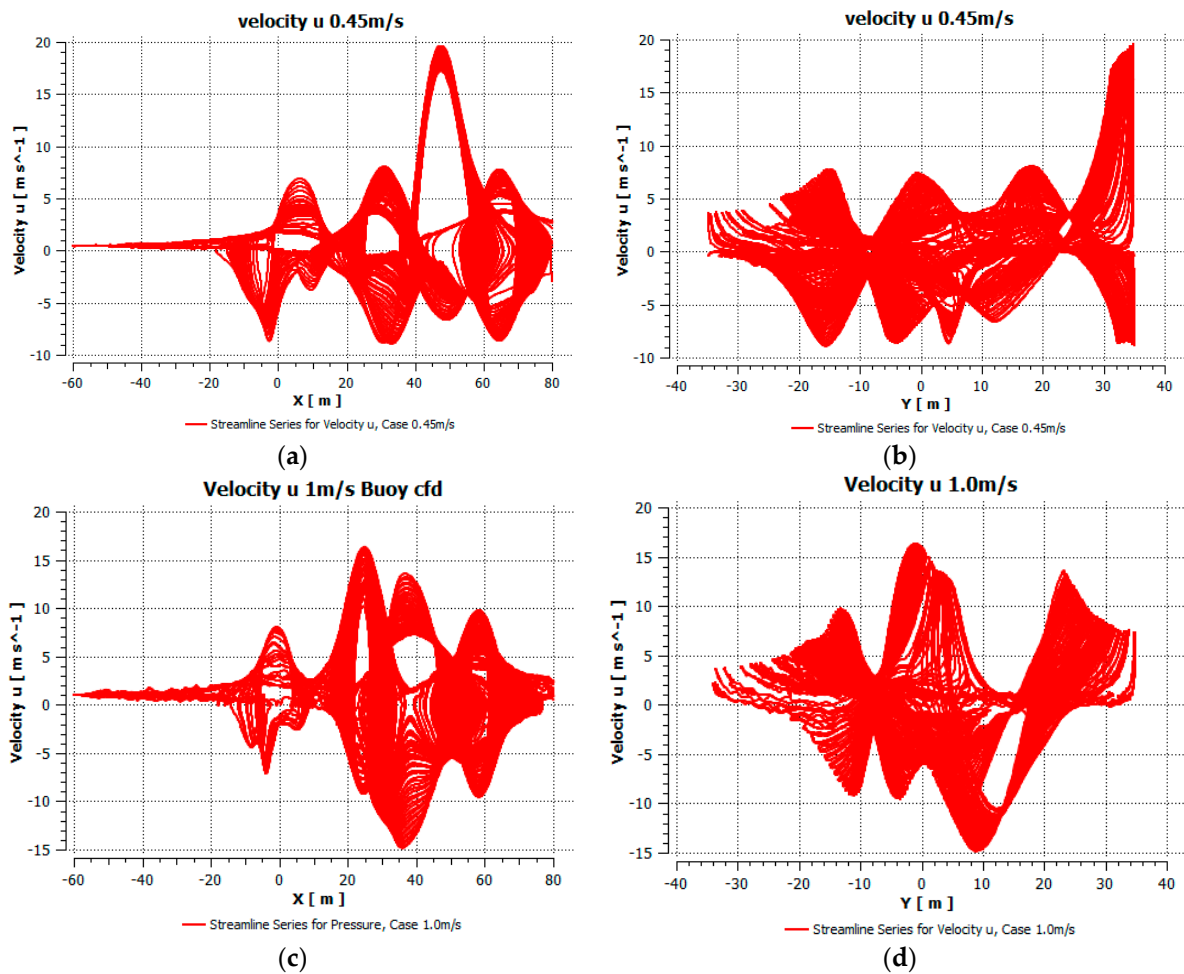 velocity u 0.45m/s
20
15
10
5
0
-5
-10
Velocity u [ m s^-1 ]
-60 -40 -20 0 20 40 60 80
X [ m ]
Streamline Series for Velocity u, Case 0.45m/s
(a)
velocity u 0.45m/s
20
15
10
5
0
-5
-10
Velocity u [ m s^-1 ]
-40 -30 -20 -10 0 10 20 30 40
Y [ m ]
Streamline Series for Velocity u, Case 0.45m/s
(b)
Velocity u 1m/s Buoy cfd
20
15
10
5
0
-5
-10
-15
Velocity u [ m s^-1 ]
-60 -40 -20 0 20 40 60 80
X [ m ]
Streamline Series for Pressure, Case 1.0m/s
(c)
Velocity u 1.0m/s
20
15
10
5
0
-5
-10
-15
Velocity u [ m s^-1 ]
-40 -30 -20 -10 0 10 20 30 40
Y [ m ]
Streamline Series for Velocity u, Case 1.0m/s
(d)